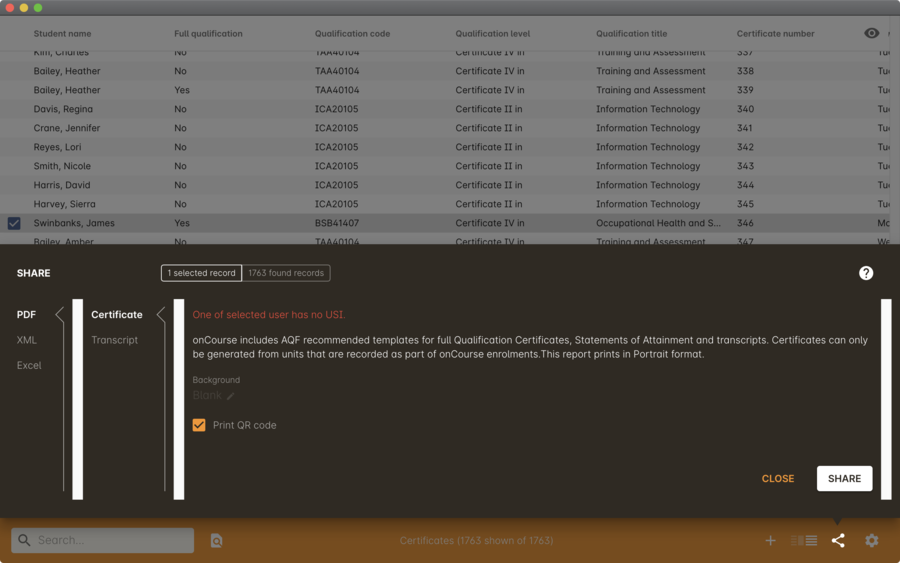 Student name Full qualification Qualification code Qualification level Qualification title Certificate number
Kim, Charles No TAA40104 Certificate IV in Training and Assessment 337 Tu
Bailey, Heather No TAA40104 Certificate IV in Training and Assessment 338 Tu
Bailey, Heather Yes TAA40104 Certificate IV in Training and Assessment 339 Tu
Davis, Regina No ICA20105 Certificate II in Information Technology 340 Tu
Crane, Jennifer No ICA20105 Certificate II in Information Technology 341 Tu
Reyes, Lori No ICA20105 Certificate II in Information Technology 342 Tu
Smith, Nicole No ICA20105 Certificate II in Information Technology 343 Tu
Harris, David No ICA20105 Certificate II in Information Technology 344 Tu
Harvey, Sierra No ICA20105 Certificate II in Information Technology 345 Tu
Swinbanks, James Yes BSB41407 Certificate IV in Occupational Health and S... 346 Mo
Bailey, Amber No TAA40104 Certificate IV in Training and Assessment 347 We
SHARE 1 selected record 1763 found records ?
PDF Certificate One of selected user has no USI.
XML Transcript onCourse includes AQF recommended templates for full Qualification Certificates, Statements of Attainment and transcripts. Certificates can only
Excel be generated from units that are recorded as part of onCourse enrolments.This report prints in Portrait format.
Background
Blank
Print QR code
CLOSE SHARE
Search... Certificates (1763 shown of 1763)